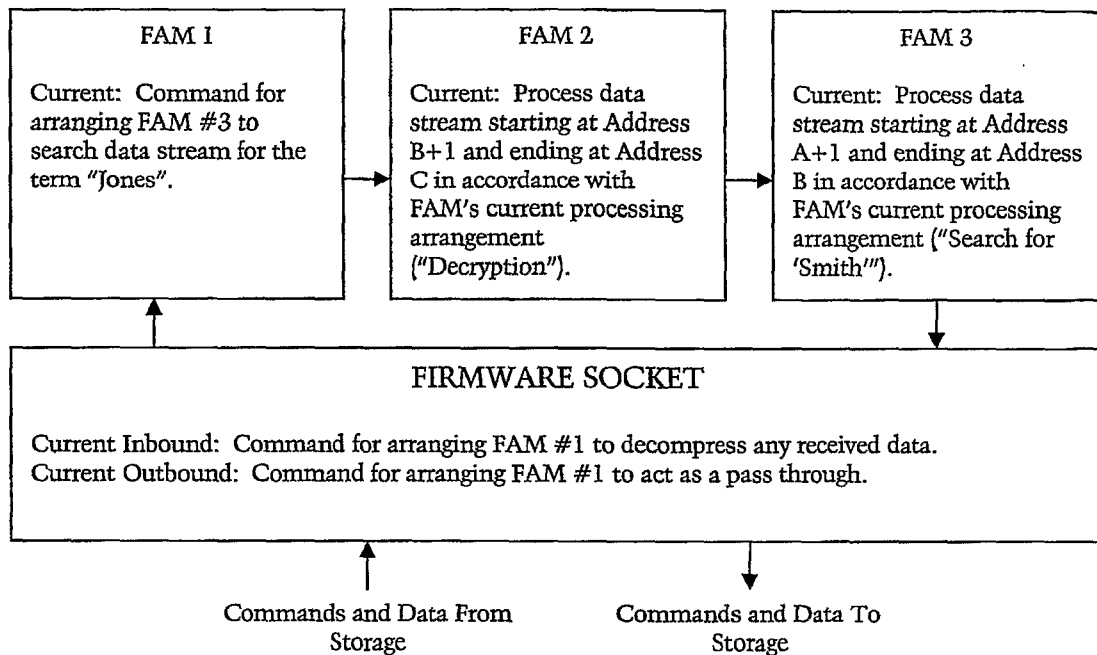 FAM 1
Current: Command for
arranging FAM #3 to
search data stream for the
term "Jones".
FAM 2
Current: Process data
stream starting at Address
B+1 and ending at Address
C in accordance with
FAM's current processing
arrangement
("Decryption").
FAM 3
Current: Process data
stream starting at Address
A+1 and ending at Address
B in accordance with
FAM's current processing
arrangement ("Search for
'Smith'").
FIRMWARE SOCKET
Current Inbound: Command for arranging FAM #1 to decompress any received data.
Current Outbound: Command for arranging FAM #1 to act as a pass through.
Commands and Data From
Storage
Commands and Data To
Storage